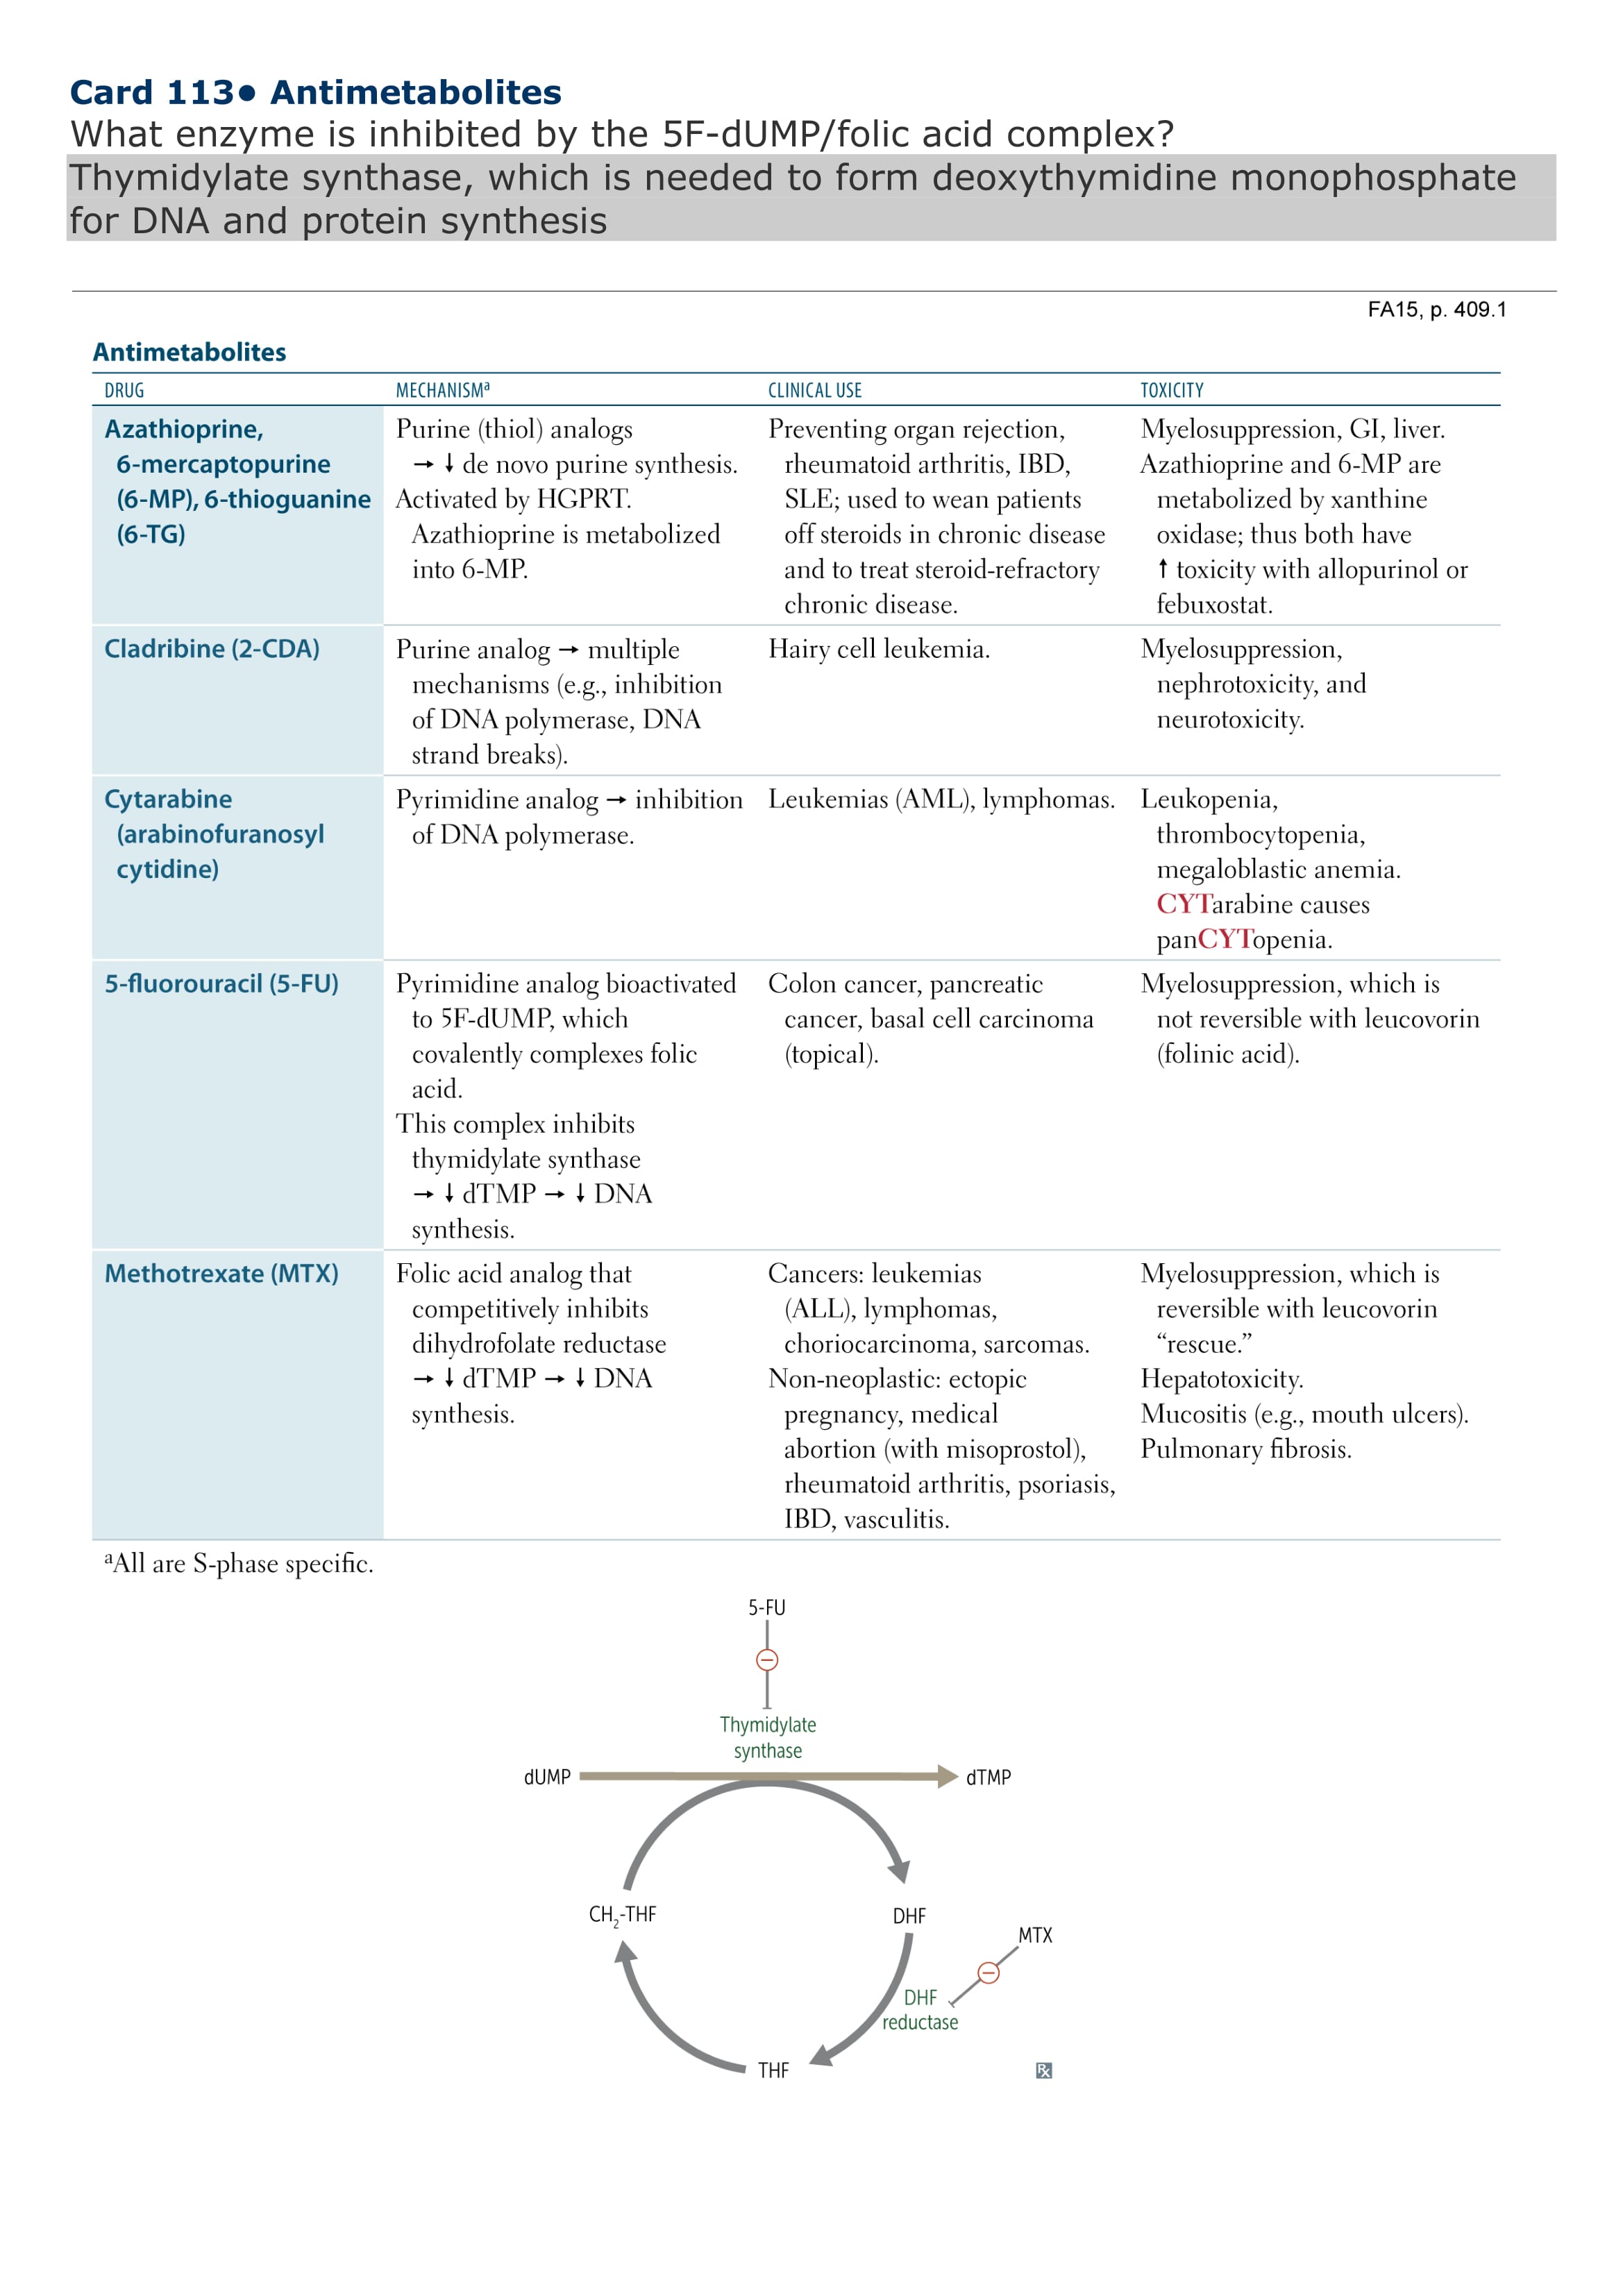 Card 113• Antimetabolites
What enzyme is inhibited by the 5F-dUMP/folic acid complex?
Thymidylate synthase, which is needed to form deoxythymidine monophosphate
for DNA and protein synthesis
FA15, p. 409.1
Antimetabolites
DRUG MECHANISMᵃ CLINICAL USE TOXICITY
Azathioprine,
6-mercaptopurine
(6-MP), 6-thioguanine
(6-TG)
Purine (thiol) analogs
→ ↓ de novo purine synthesis.
Activated by HGPRT.
Azathioprine is metabolized
into 6-MP.
Preventing organ rejection,
rheumatoid arthritis, IBD,
SLE; used to wean patients
off steroids in chronic disease
and to treat steroid-refractory
chronic disease.
Myelosuppression, GI, liver.
Azathioprine and 6-MP are
metabolized by xanthine
oxidase; thus both have
↑ toxicity with allopurinol or
febuxostat.
Cladribine (2-CDA)
Purine analog → multiple
mechanisms (e.g., inhibition
of DNA polymerase, DNA
strand breaks).
Hairy cell leukemia.
Myelosuppression,
nephrotoxicity, and
neurotoxicity.
Cytarabine
(arabinofuranosyl
cytidine)
Pyrimidine analog → inhibition
of DNA polymerase.
Leukemias (AML), lymphomas.
Leukopenia,
thrombocytopenia,
megaloblastic anemia.
CYTarabine causes
panCYTopenia.
5-fluorouracil (5-FU)
Pyrimidine analog bioactivated
to 5F-dUMP, which
covalently complexes folic
acid.
This complex inhibits
thymidylate synthase
→ ↓ dTMP → ↓ DNA
synthesis.
Colon cancer, pancreatic
cancer, basal cell carcinoma
(topical).
Myelosuppression, which is
not reversible with leucovorin
(folinic acid).
Methotrexate (MTX)
Folic acid analog that
competitively inhibits
dihydrofolate reductase
→ ↓ dTMP → ↓ DNA
synthesis.
Cancers: leukemias
(ALL), lymphomas,
choriocarcinoma, sarcomas.
Non-neoplastic: ectopic
pregnancy, medical
abortion (with misoprostol),
rheumatoid arthritis, psoriasis,
IBD, vasculitis.
Myelosuppression, which is
reversible with leucovorin
“rescue.”
Hepatotoxicity.
Mucositis (e.g., mouth ulcers).
Pulmonary fibrosis.
ᵃAll are S-phase specific.
5-FU
Thymidylate
synthase
dUMP dTMP
CH₂-THF DHF
MTX
DHF
reductase
THF
Rx